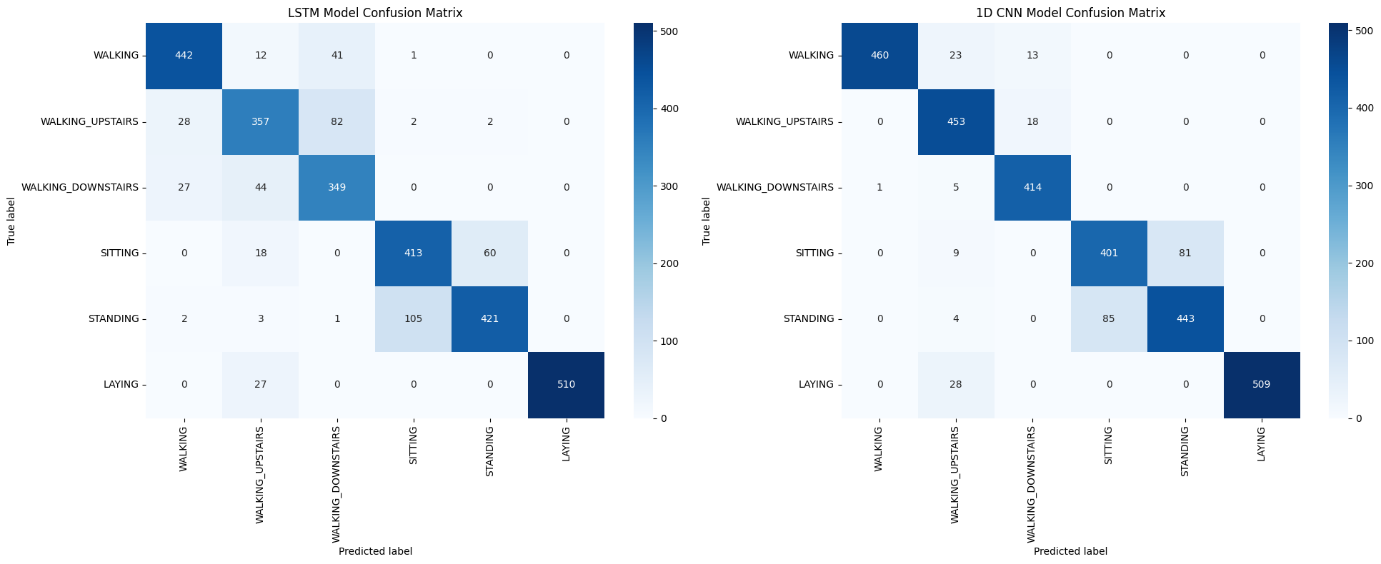 LSTM Model Confusion Matrix
True label
WALKING 442 12 41 1 0 0
WALKING_UPSTAIRS 28 357 82 2 2 0
WALKING_DOWNSTAIRS 27 44 349 0 0 0
SITTING 0 18 0 413 60 0
STANDING 2 3 1 105 421 0
LAYING 0 27 0 0 0 510
WALKING
WALKING_UPSTAIRS
WALKING_DOWNSTAIRS
SITTING
STANDING
LAYING
Predicted label
500
400
300
200
100
0
1D CNN Model Confusion Matrix
True label
WALKING 460 23 13 0 0 0
WALKING_UPSTAIRS 0 453 18 0 0 0
WALKING_DOWNSTAIRS 1 5 414 0 0 0
SITTING 0 9 0 401 81 0
STANDING 0 4 0 85 443 0
LAYING 0 28 0 0 0 509
WALKING
WALKING_UPSTAIRS
WALKING_DOWNSTAIRS
SITTING
STANDING
LAYING
Predicted label
500
400
300
200
100
0